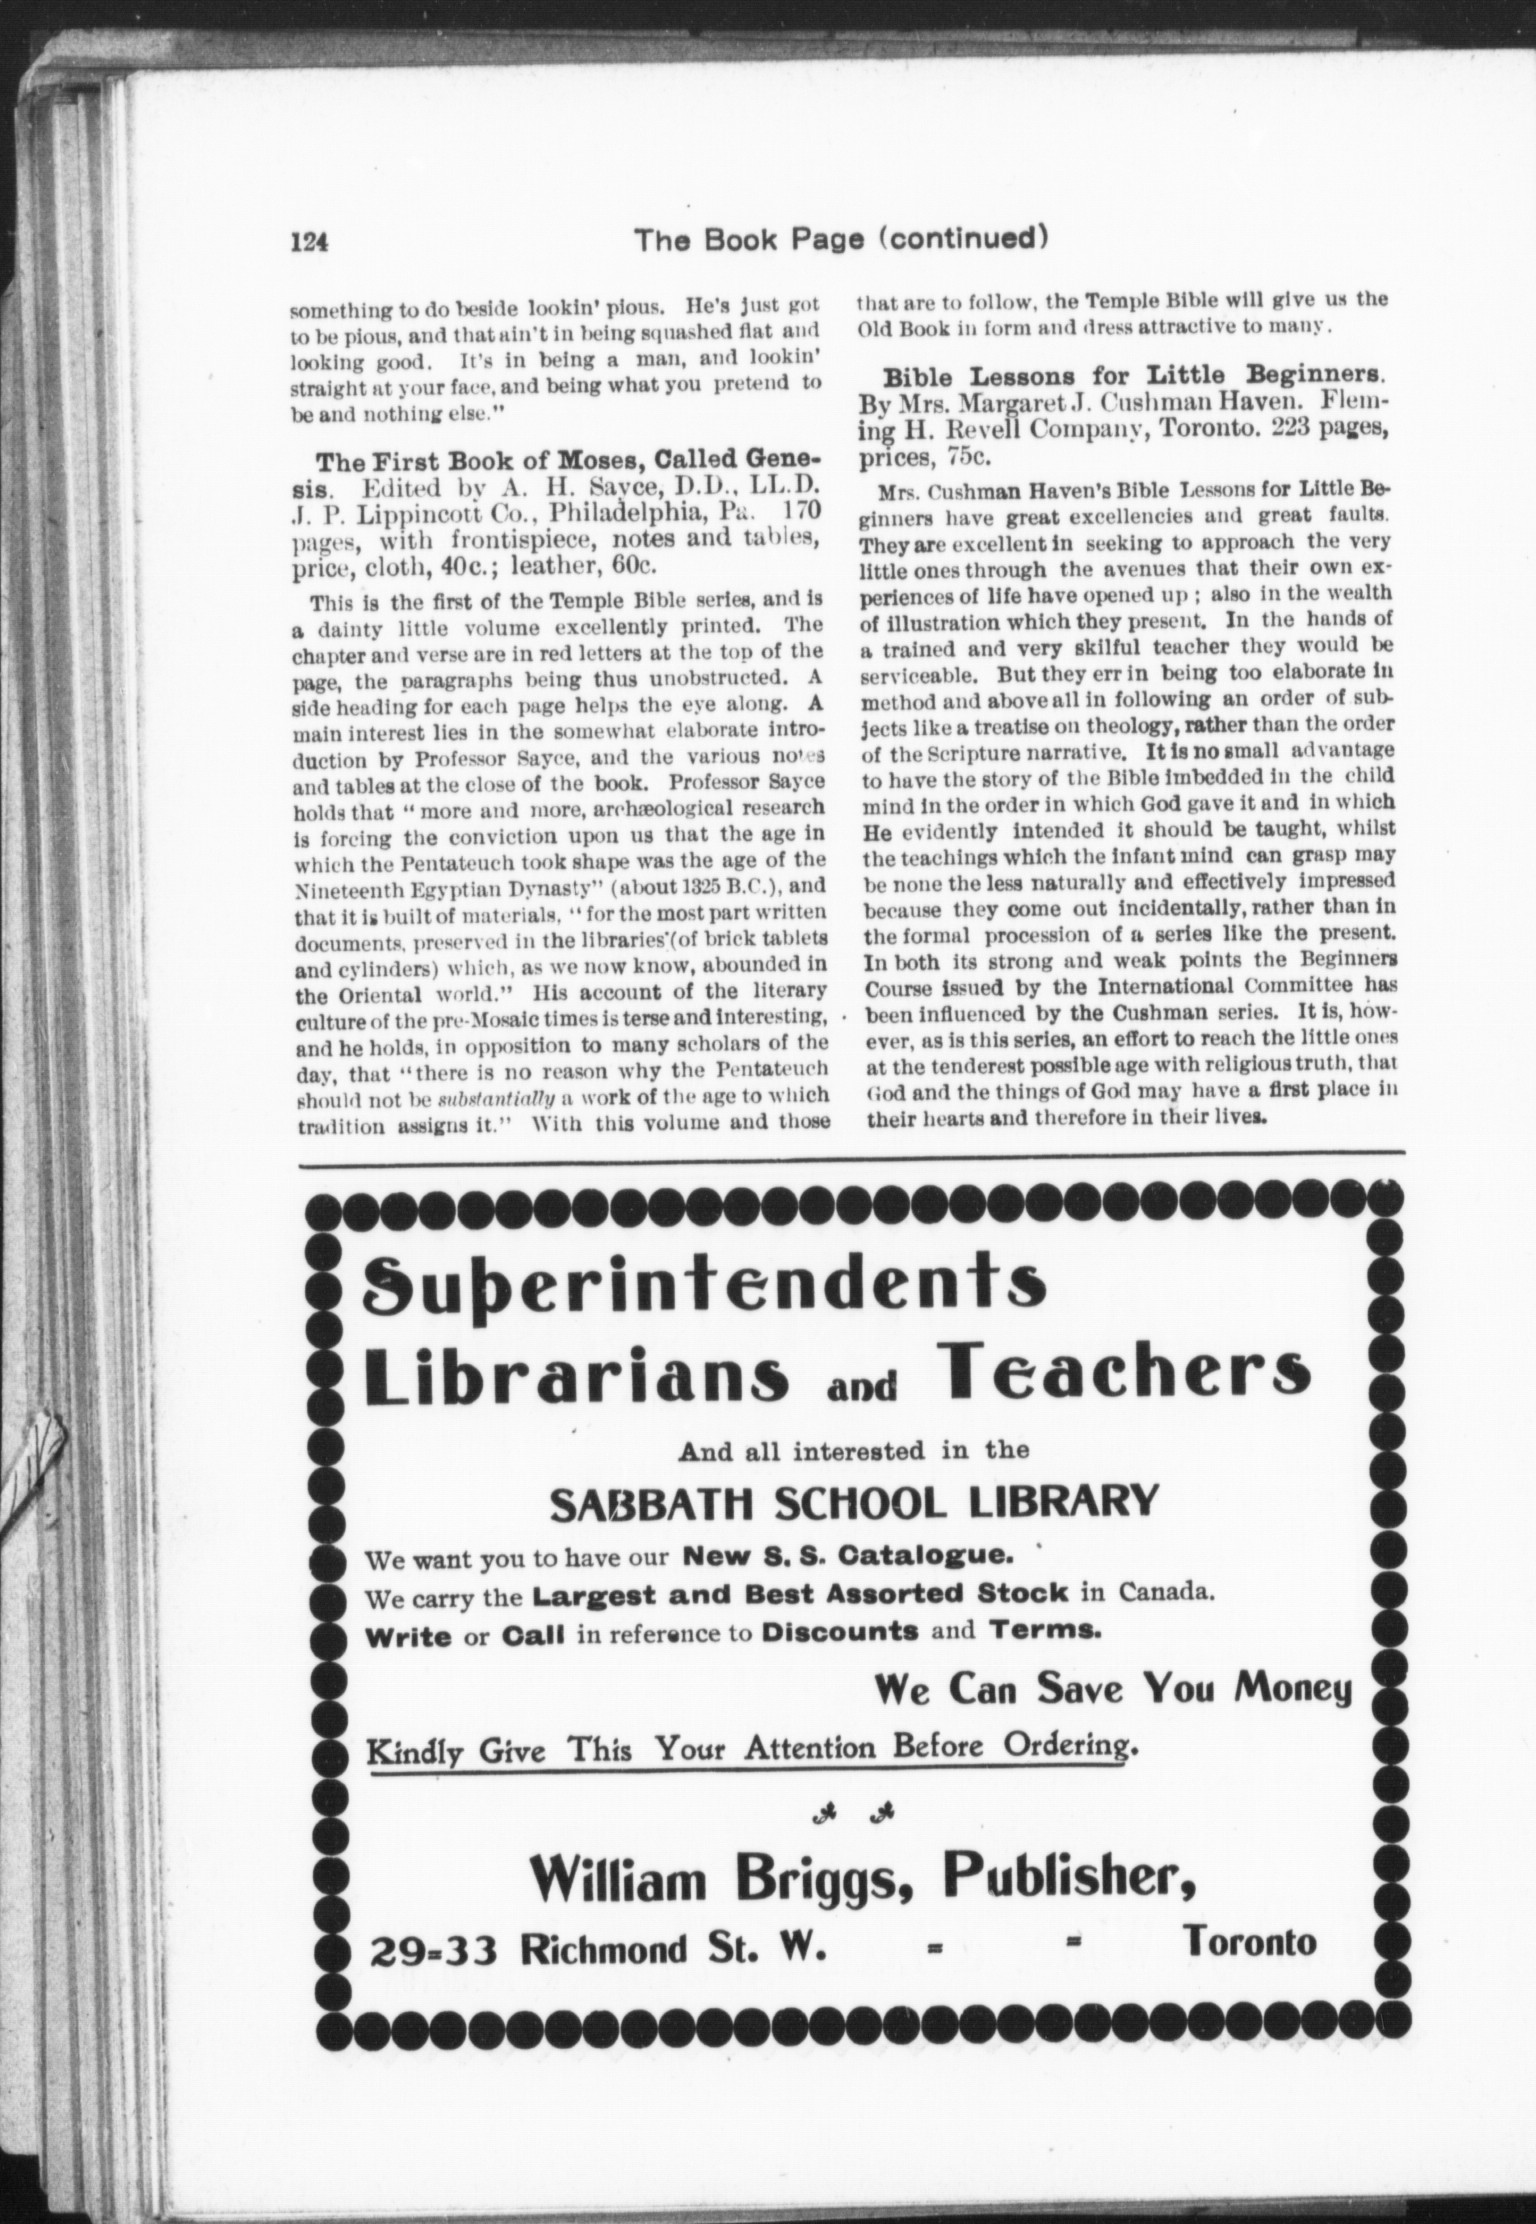 124
The Book Page (continued)
something to do beside lookin' pious. He's just got
to be pious, and that ain't in being squashed flat and
looking good. It's in being a man, and lookin'
straight at your face, and being what you pretend to
be and nothing else."
The First Book of Moses, Called Gene-
sis. Edited by A. H. Sayce, D.D., LL.D.
J. P. Lippincott Co., Philadelphia, Pa. 170
pages, with frontispiece, notes and tables,
price, cloth, 40c.; leather, 60c.
This is the first of the Temple Bible series, and is
a dainty little volume excellently printed. The
chapter and verse are in red letters at the top of the
page, the paragraphs being thus unobstructed. A
side heading for each page helps the eye along. A
main interest lies in the somewhat elaborate intro-
duction by Professor Sayce, and the various notes
and tables at the close of the book. Professor Sayce
holds that "more and more, archæological research
is forcing the conviction upon us that the age in
which the Pentateuch took shape was the age of the
Nineteenth Egyptian Dynasty" (about 1325 B.C.), and
that it is built of materials, "for the most part written
documents, preserved in the libraries (of brick tablets
and cylinders) which, as we now know, abounded in
the Oriental world." His account of the literary
culture of the pre-Mosaic times is terse and interesting,
and he holds, in opposition to many scholars of the
day, that "there is no reason why the Pentateuch
should not be substantially a work of the age to which
tradition assigns it." With this volume and those
that are to follow, the Temple Bible will give us the
Old Book in form and dress attractive to many.
Bible Lessons for Little Beginners.
By Mrs. Margaret J. Cushman Haven. Flem-
ing H. Revell Company, Toronto. 223 pages,
prices, 75c.
Mrs. Cushman Haven's Bible Lessons for Little Be-
ginners have great excellencies and great faults.
They are excellent in seeking to approach the very
little ones through the avenues that their own ex-
periences of life have opened up ; also in the wealth
of illustration which they present. In the hands of
a trained and very skilful teacher they would be
serviceable. But they err in being too elaborate in
method and above all in following an order of sub-
jects like a treatise on theology, rather than the order
of the Scripture narrative. It is no small advantage
to have the story of the Bible imbedded in the child
mind in the order in which God gave it and in which
He evidently intended it should be taught, whilst
the teachings which the infant mind can grasp may
be none the less naturally and effectively impressed
because they come out incidentally, rather than in
the formal procession of a series like the present.
In both its strong and weak points the Beginners
Course issued by the International Committee has
been influenced by the Cushman series. It is, how-
ever, as is this series, an effort to reach the little ones
at the tenderest possible age with religious truth, that
God and the things of God may have a first place in
their hearts and therefore in their lives.
Superintendents
Librarians and Teachers
And all interested in the
SABBATH SCHOOL LIBRARY
We want you to have our New S. S. Catalogue.
We carry the Largest and Best Assorted Stock in Canada.
Write or Call in reference to Discounts and Terms.
We Can Save You Money
Kindly Give This Your Attention Before Ordering.
William Briggs, Publisher,
29=33 Richmond St. W. = = Toronto